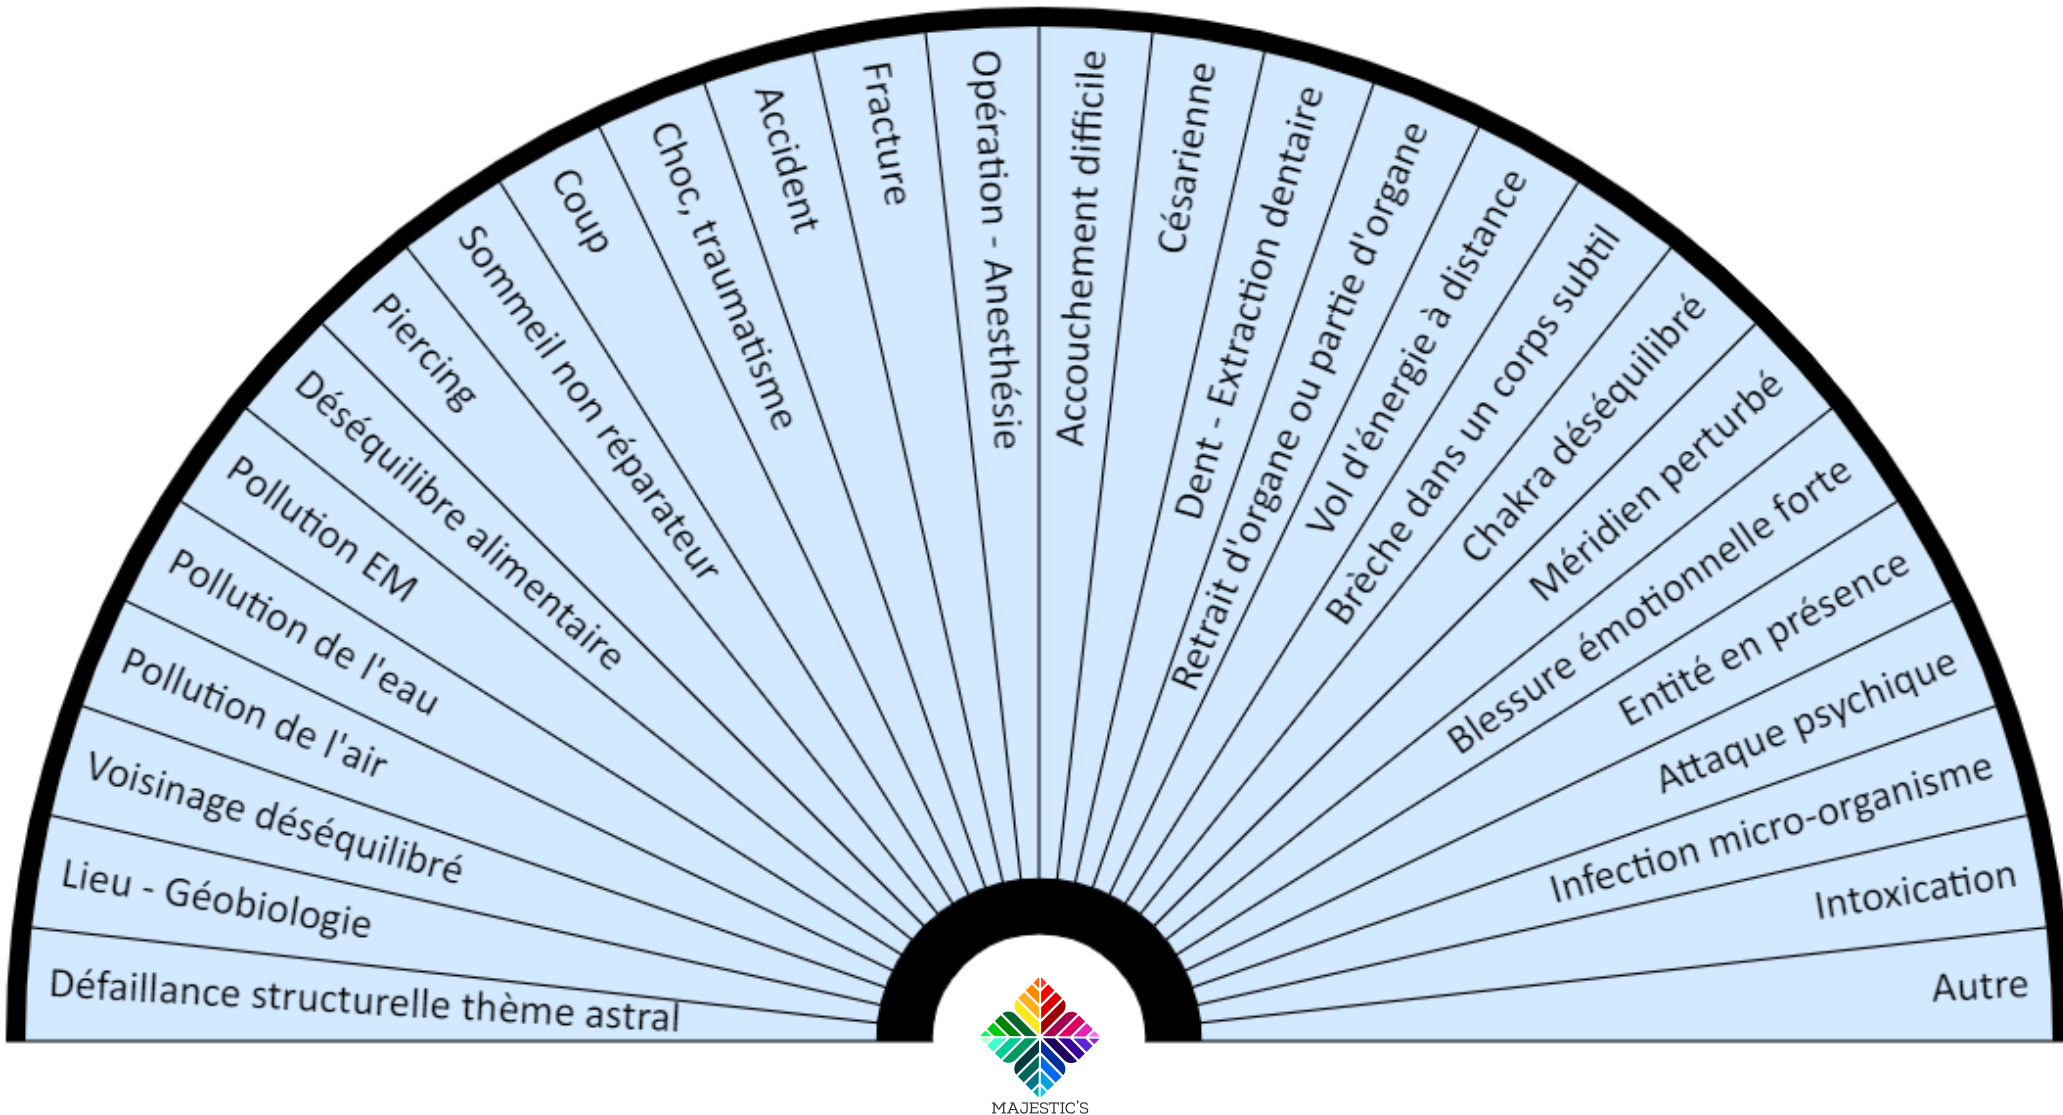 Défaillance structurelle thème astral
Lieu - Géobiologie
Voisinage déséquilibré
Pollution de l'air
Pollution de l'eau
Pollution EM
Déséquilibre alimentaire
Piercing
Sommeil non réparateur
Coup
Choc, traumatisme
Accident
Fracture
Opération - Anesthésie
Accouchement difficile
Césarienne
Dent - Extraction dentaire
Retrait d'organe ou partie d'organe
Vol d'énergie à distance
Brèche dans un corps subtil
Chakra déséquilibré
Méridien perturbé
Blessure émotionnelle forte
Entité en présence
Attaque psychique
Infection micro-organisme
Intoxication
Autre
MAJESTIC'S